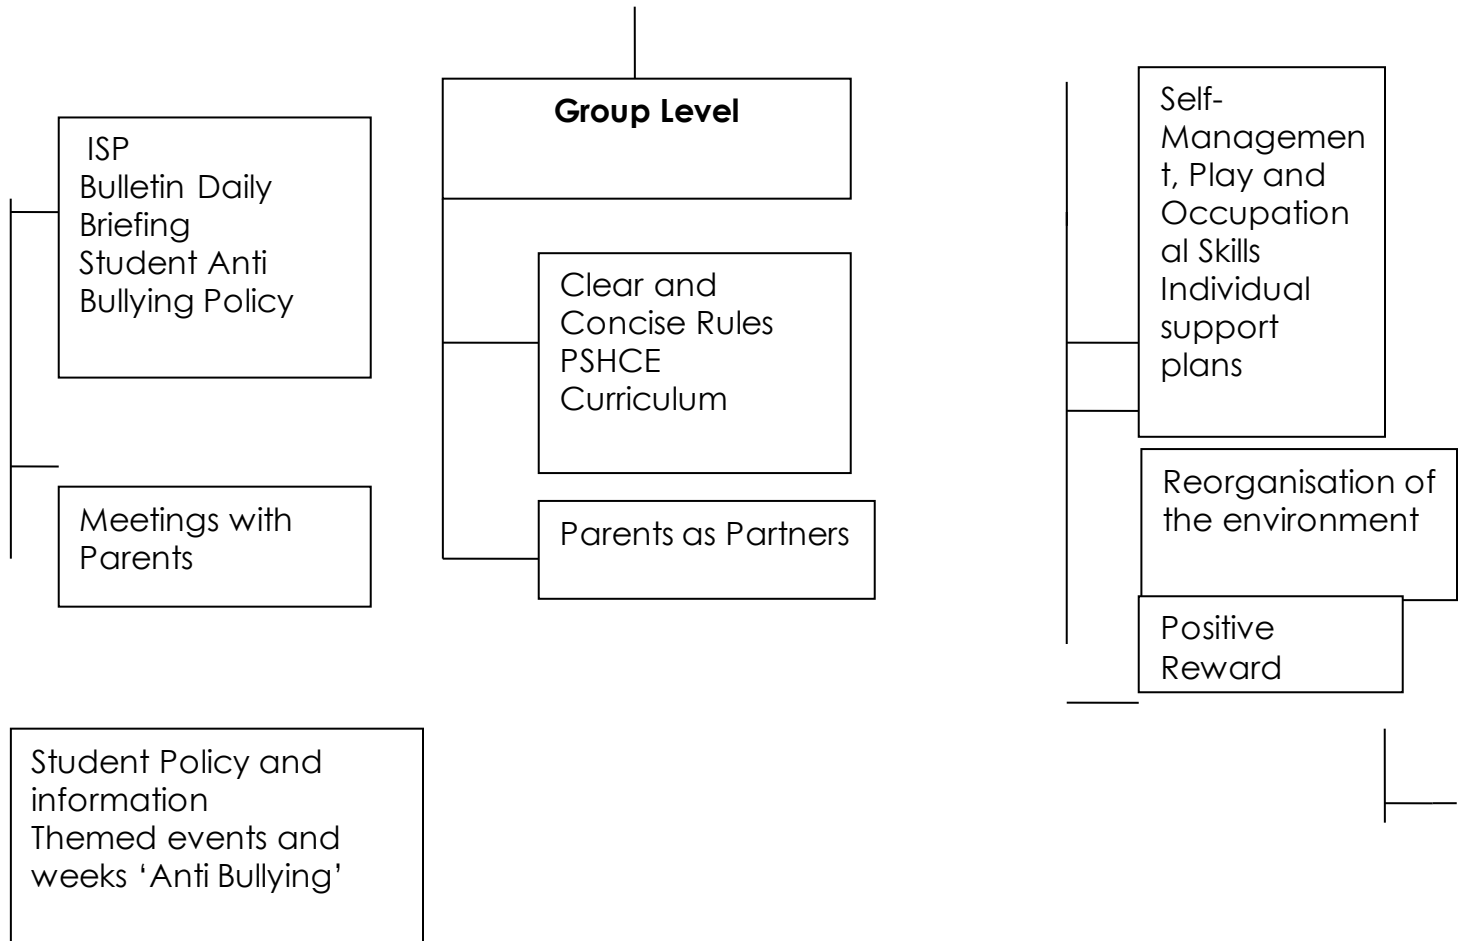 ISP
Bulletin Daily
Briefing
Student Anti
Bullying Policy
Meetings with
Parents
Student Policy and
information
Themed events and
weeks ‘Anti Bullying’
Group Level
Clear and
Concise Rules
PSHCE
Curriculum
Parents as Partners
Self-
Managemen
t, Play and
Occupation
al Skills
Individual
support
plans
Reorganisation of
the environment
Positive
Reward